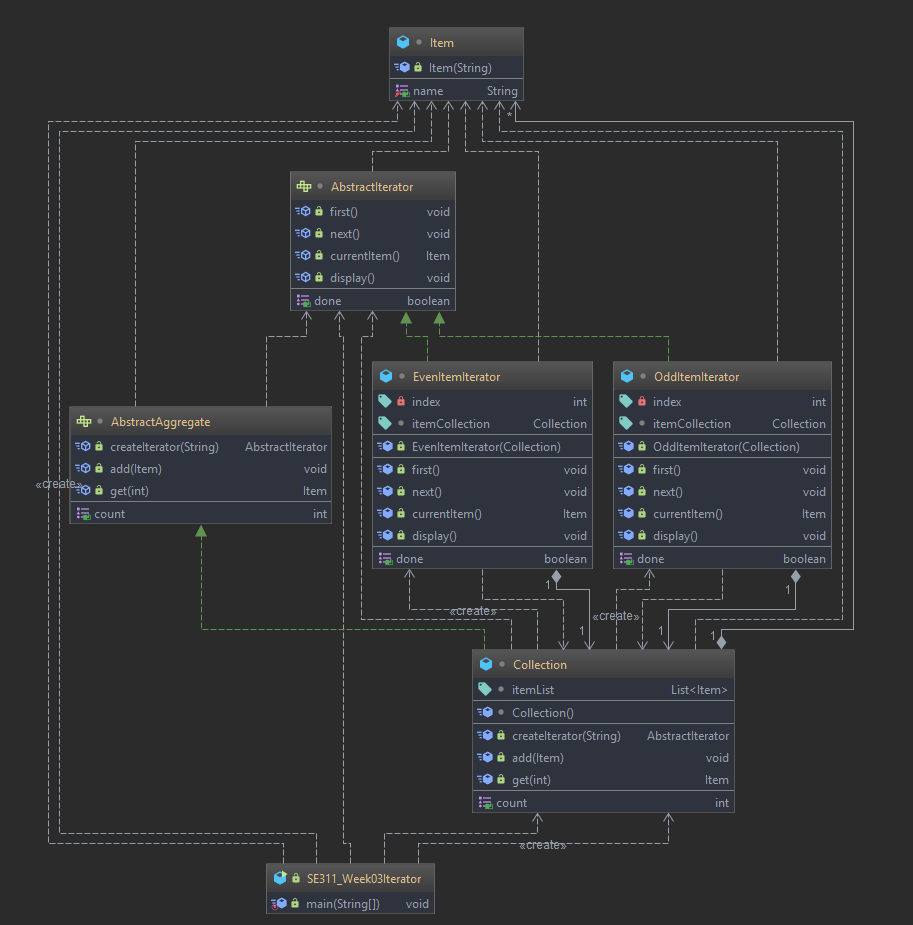 Item
Item(String)
name String
*
AbstractIterator
first() void
next() void
currentItem() Item
display() void
done boolean
EvenItemIterator
index int
itemCollection Collection
EvenItemIterator(Collection)
first() void
next() void
currentItem() Item
display() void
done boolean
OddItemIterator
index int
itemCollection Collection
OddItemIterator(Collection)
first() void
next() void
currentItem() Item
display() void
done boolean
AbstractAggregate
createIterator(String) AbstractIterator
add(Item) void
get(int) Item
count int
«create»
1
1
«create»
«create»
1
1
1
1
Collection
itemList List<Item>
Collection()
createIterator(String) AbstractIterator
add(Item) void
get(int) Item
count int
«create»
SE311_Week03Iterator
main(String[]) void